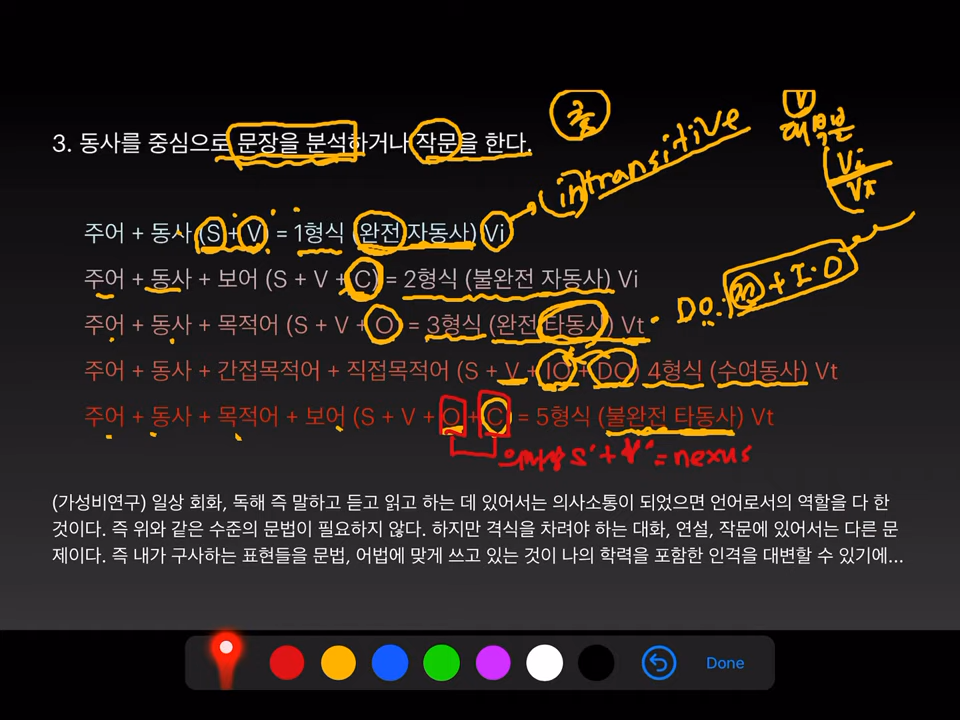 3. 동사를 중심으로 문장을 분석하거나 작문을 한다.
intransitive
V
Vi
주어 + 동사 (S + V) = 1형식 (완전 자동사) Vi
주어 + 동사 + 보어 (S + V + C) = 2형식 (불완전 자동사) Vi
D.O. + I.O
주어 + 동사 + 목적어 (S + V + O) = 3형식 (완전 타동사) Vt
주어 + 동사 + 간접목적어 + 직접목적어 (S + V + IO + DO) 4형식 (수여동사) Vt
주어 + 동사 + 목적어 + 보어 (S + V + O + C) = 5형식 (불완전 타동사) Vt
의미상 S' + V' = nexus
(가성비연구) 일상 회화, 독해 즉 말하고 듣고 읽고 하는 데 있어서는 의사소통이 되었으면 언어로서의 역할을 다 한
것이다. 즉 위와 같은 수준의 문법이 필요하지 않다. 하지만 격식을 차려야 하는 대화, 연설, 작문에 있어서는 다른 문
제이다. 즉 내가 구사하는 표현들을 문법, 어법에 맞게 쓰고 있는 것이 나의 학력을 포함한 인격을 대변할 수 있기에...
Done